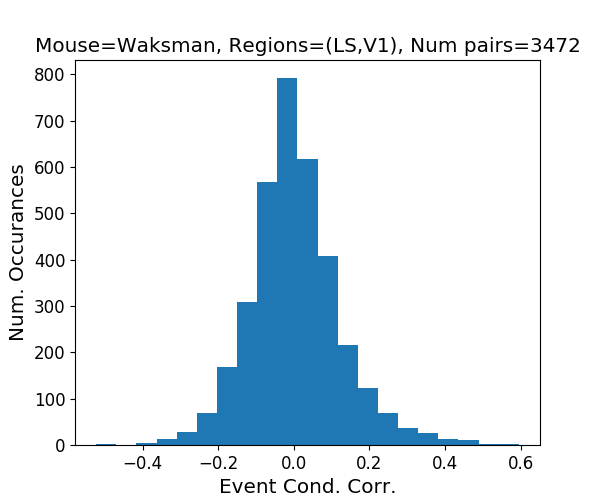 Mouse=Waksman, Regions=(LS,V1), Num pairs=3472
Num. Occurances
800
700
600
500
400
300
200
100
0
−0.4 −0.2 0.0 0.2 0.4 0.6
Event Cond. Corr.